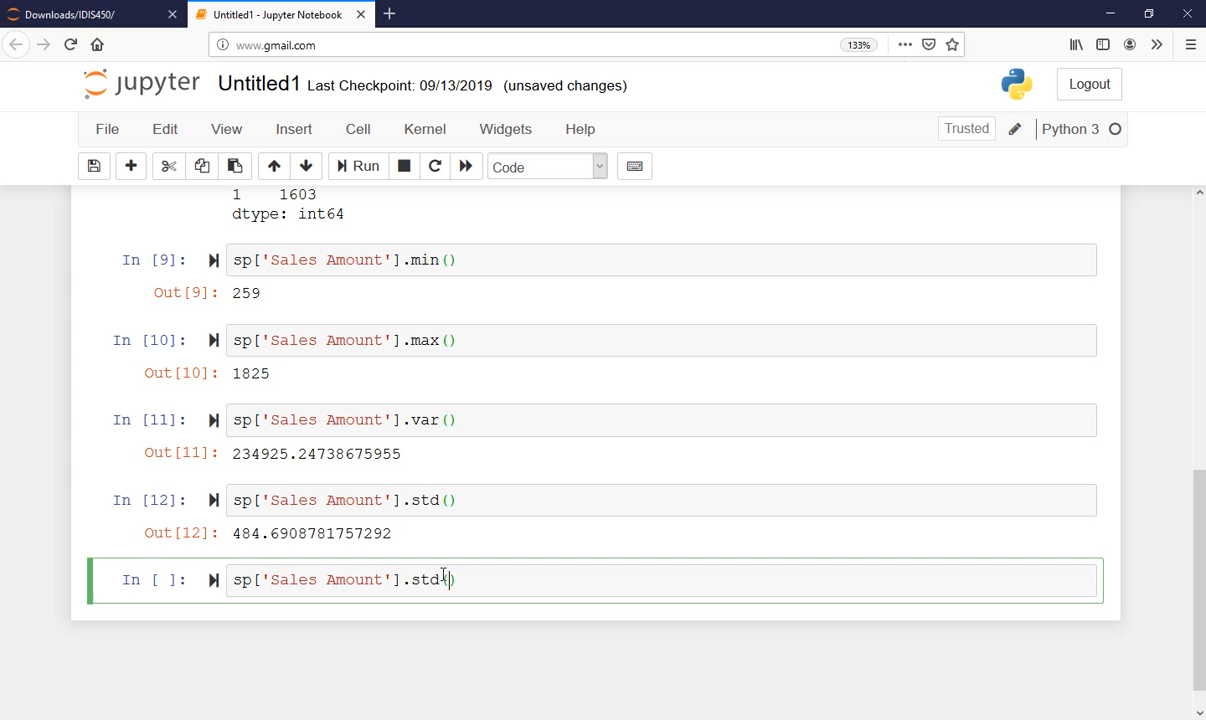 Downloads/IDIS450/
Untitled1 - Jupyter Notebook
www.gmail.com
133%
jupyter Untitled1 Last Checkpoint: 09/13/2019 (unsaved changes)
Logout
File Edit View Insert Cell Kernel Widgets Help
Trusted
Python 3
Run
Code
1 1603
dtype: int64
In [9]: sp['Sales Amount'].min()
Out[9]: 259
In [10]: sp['Sales Amount'].max()
Out[10]: 1825
In [11]: sp['Sales Amount'].var()
Out[11]: 234925.24738675955
In [12]: sp['Sales Amount'].std()
Out[12]: 484.6908781757292
In [ ]: sp['Sales Amount'].std()